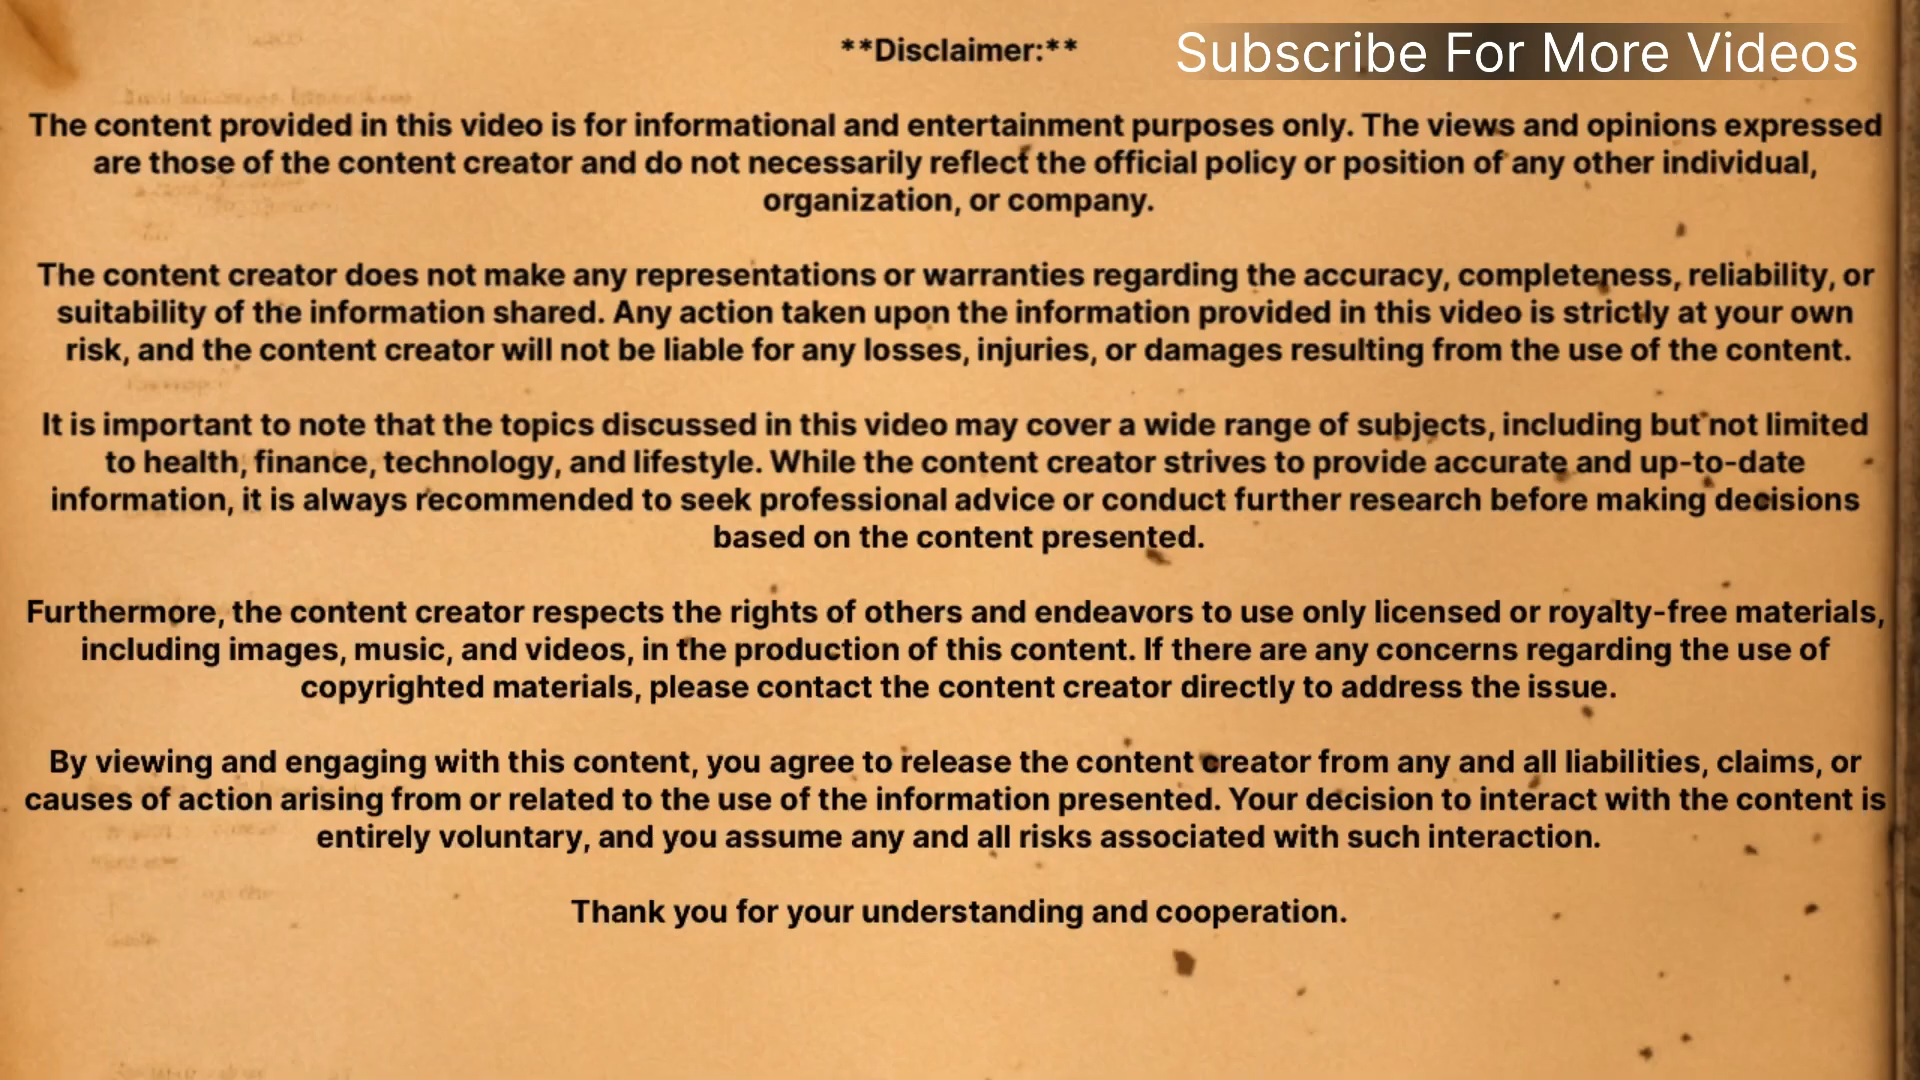 **Disclaimer:**
Subscribe For More Videos
The content provided in this video is for informational and entertainment purposes only. The views and opinions expressed
are those of the content creator and do not necessarily reflect the official policy or position of any other individual,
organization, or company.
The content creator does not make any representations or warranties regarding the accuracy, completeness, reliability, or
suitability of the information shared. Any action taken upon the information provided in this video is strictly at your own
risk, and the content creator will not be liable for any losses, injuries, or damages resulting from the use of the content.
It is important to note that the topics discussed in this video may cover a wide range of subjects, including but not limited
to health, finance, technology, and lifestyle. While the content creator strives to provide accurate and up-to-date
information, it is always recommended to seek professional advice or conduct further research before making decisions
based on the content presented.
Furthermore, the content creator respects the rights of others and endeavors to use only licensed or royalty-free materials,
including images, music, and videos, in the production of this content. If there are any concerns regarding the use of
copyrighted materials, please contact the content creator directly to address the issue.
By viewing and engaging with this content, you agree to release the content creator from any and all liabilities, claims, or
causes of action arising from or related to the use of the information presented. Your decision to interact with the content is
entirely voluntary, and you assume any and all risks associated with such interaction.
Thank you for your understanding and cooperation.